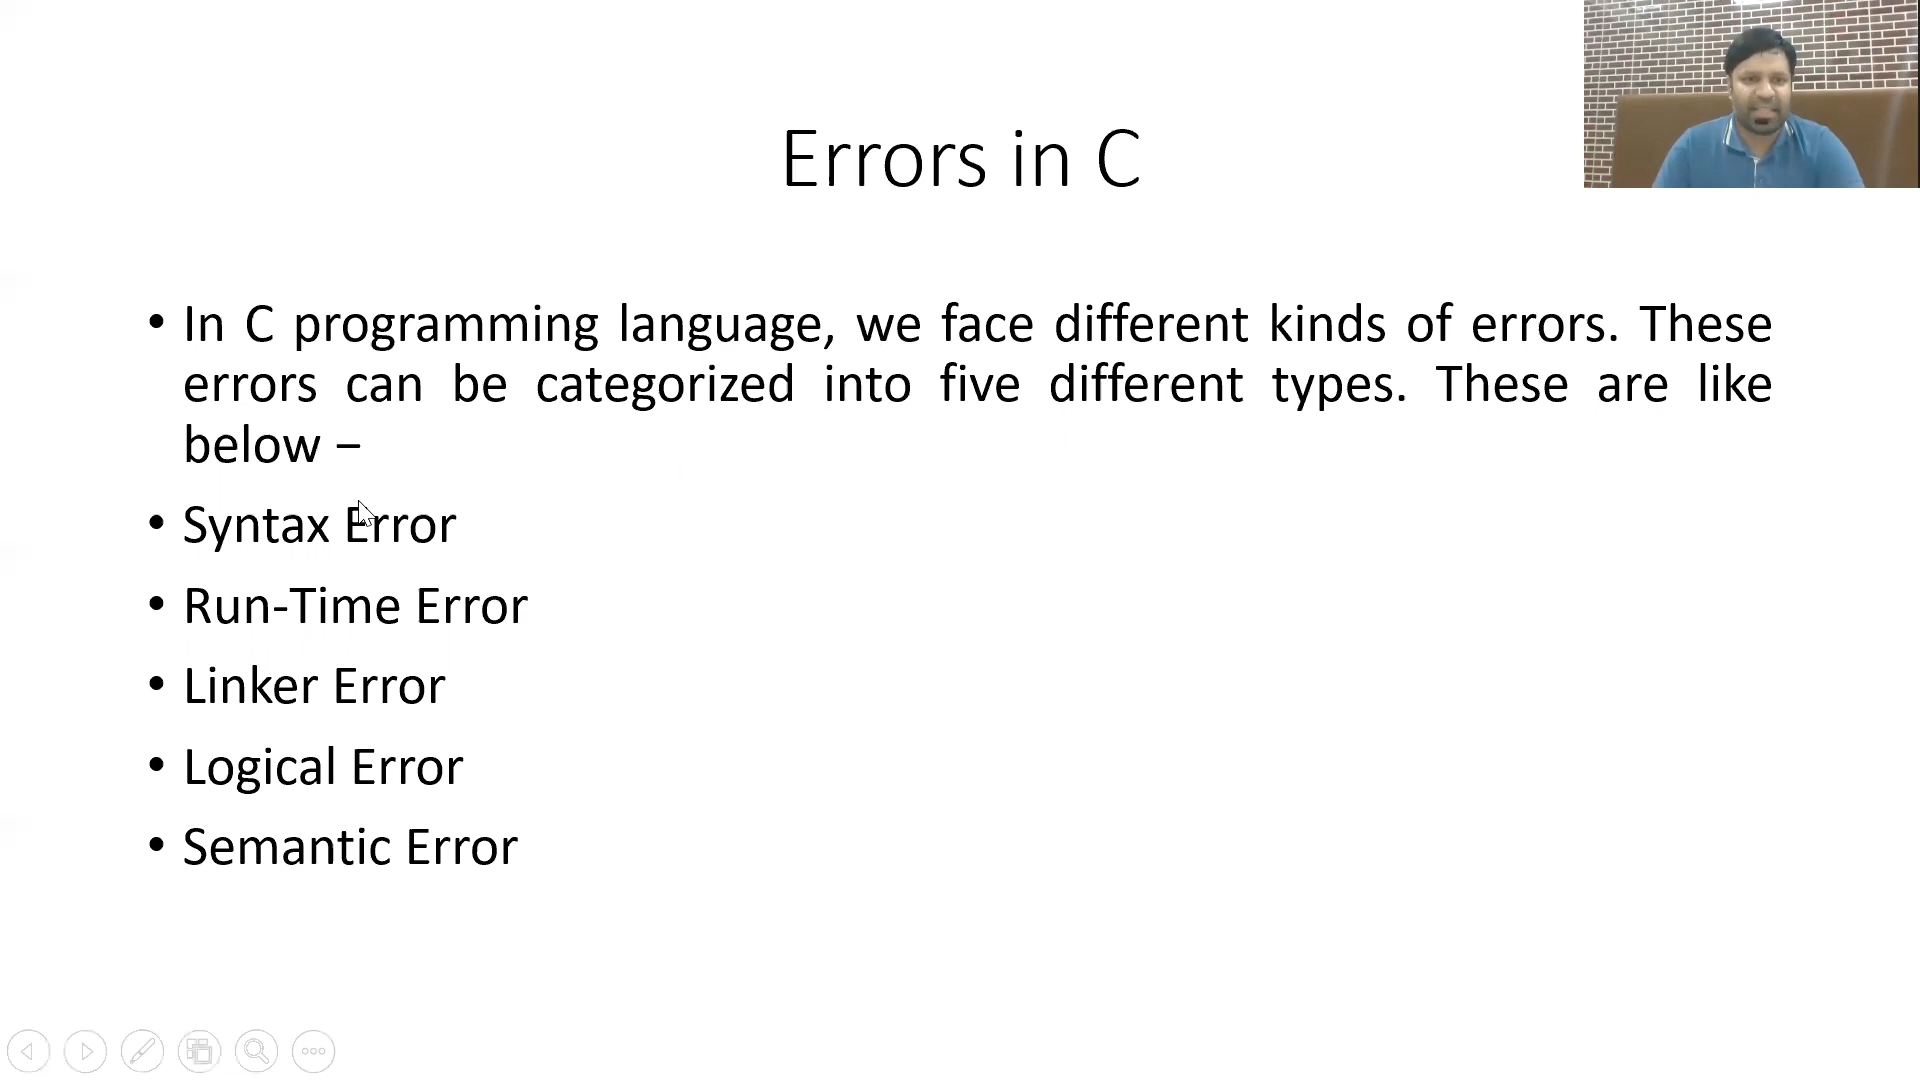 Errors in C
• In C programming language, we face different kinds of errors. These
errors can be categorized into five different types. These are like
below −
• Syntax Error
• Run-Time Error
• Linker Error
• Logical Error
• Semantic Error